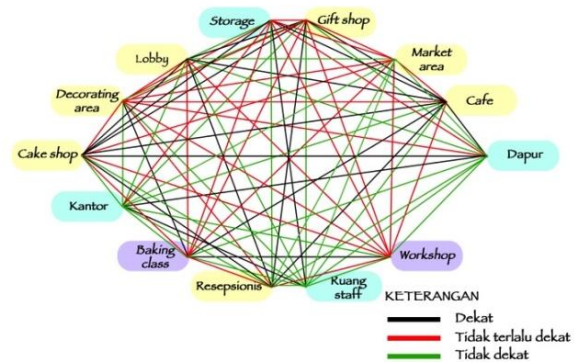 Storage
Gift shop
Lobby
Market
area
Decorating
area
Cafe
Cake shop
Dapur
Kantor
Baking
class
Workshop
Resepsionis
Ruang
staff
KETERANGAN
Dekat
Tidak terlalu dekat
Tidak dekat